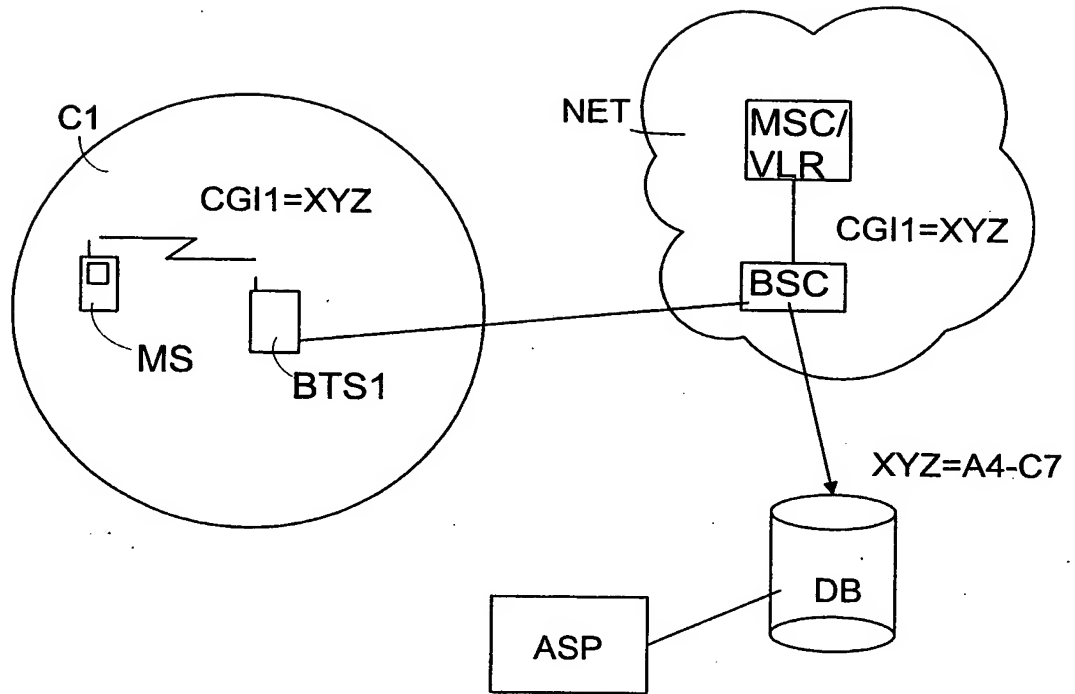 C1
NET
MSC/
VLR
CGI1=XYZ
CGI1=XYZ
BSC
MS
BTS1
XYZ=A4-C7
DB
ASP